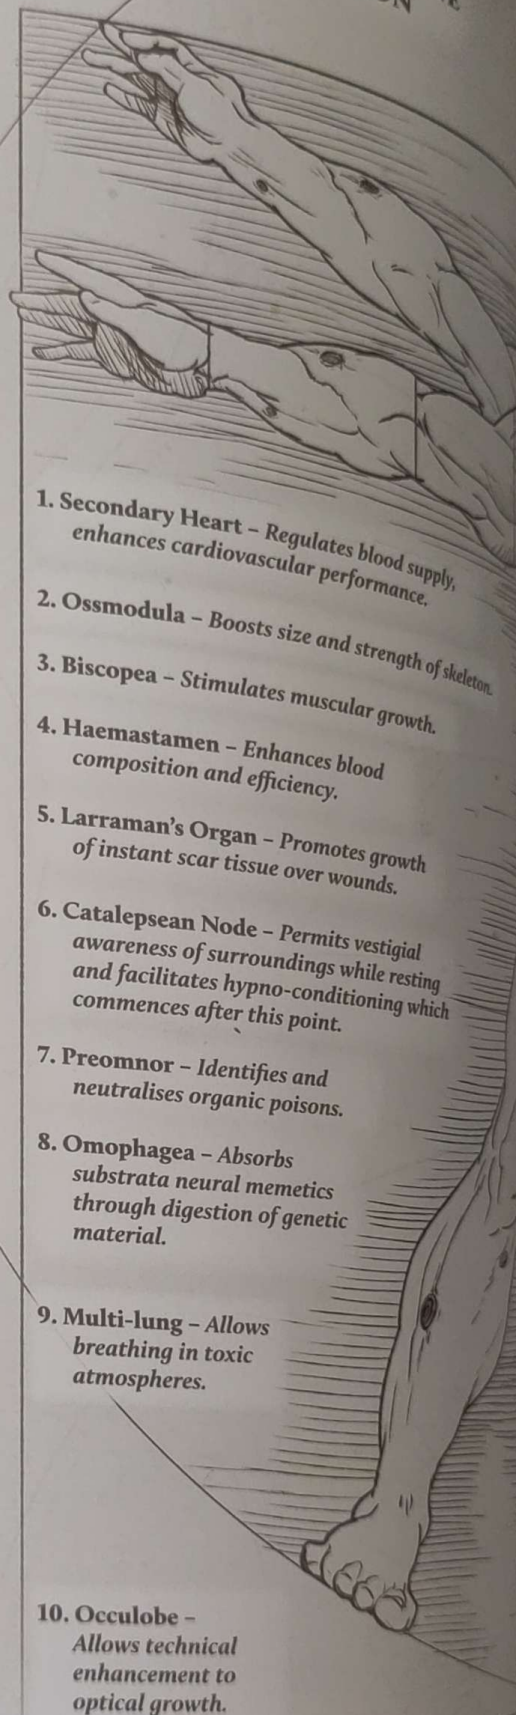 1. Secondary Heart – Regulates blood supply,
enhances cardiovascular performance.
2. Ossmodula – Boosts size and strength of skeleton.
3. Biscopea – Stimulates muscular growth.
4. Haemastamen – Enhances blood
composition and efficiency.
5. Larraman's Organ – Promotes growth
of instant scar tissue over wounds.
6. Catalepsean Node – Permits vestigial
awareness of surroundings while resting
and facilitates hypno-conditioning which
commences after this point.
7. Preomnor – Identifies and
neutralises organic poisons.
8. Omophagea – Absorbs
substrata neural memetics
through digestion of genetic
material.
9. Multi-lung – Allows
breathing in toxic
atmospheres.
10. Occulobe –
Allows technical
enhancement to
optical growth.